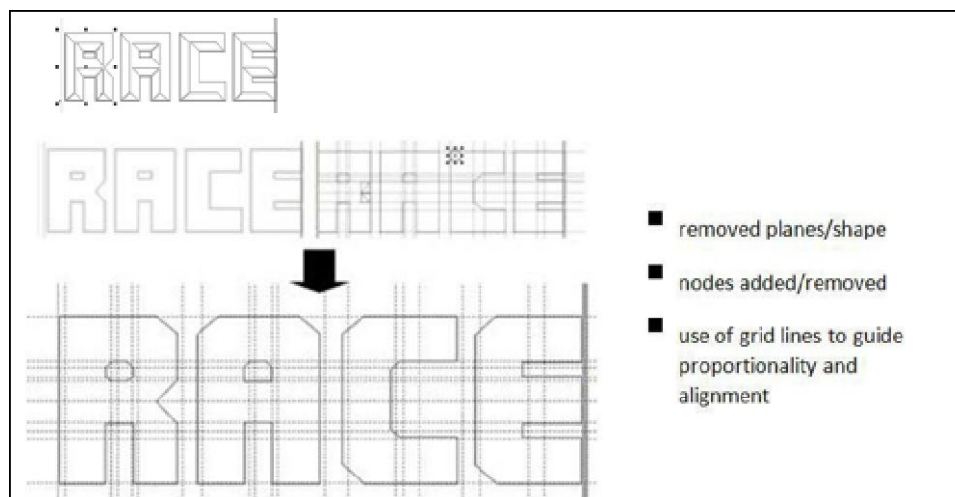 RACE
RACE RACE
RACE
removed planes/shape
nodes added/removed
use of grid lines to guide
proportionality and
alignment